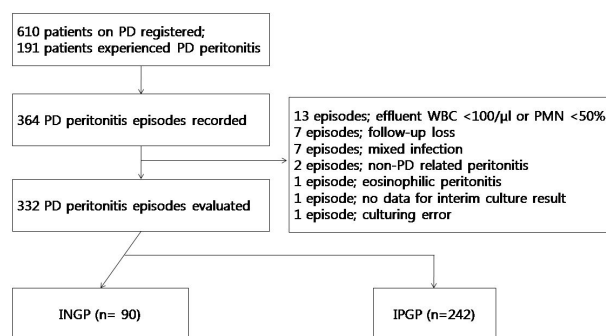 610 patients on PD registered;
191 patients experienced PD peritonitis
364 PD peritonitis episodes recorded
13 episodes; effluent WBC <100/μl or PMN <50%
7 episodes; follow-up loss
7 episodes; mixed infection
2 episodes; non-PD related peritonitis
1 episode; eosinophilic peritonitis
1 episode; no data for interim culture result
1 episode; culturing error
332 PD peritonitis episodes evaluated
INGP (n= 90)
IPGP (n=242)